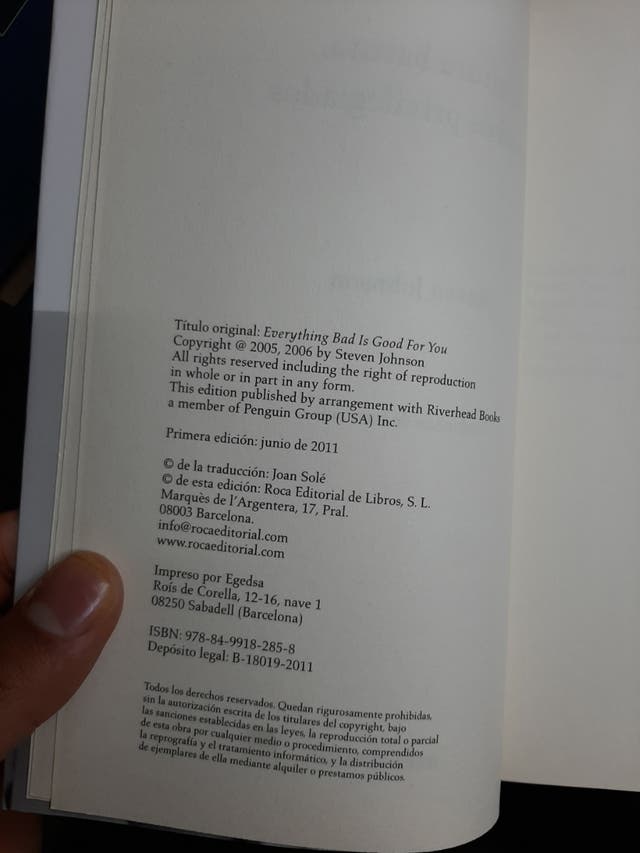 Título original: Everything Bad Is Good For You
Copyright @ 2005, 2006 by Steven Johnson
All rights reserved including the right of reproduction
in whole or in part in any form.
This edition published by arrangement with Riverhead Books
a member of Penguin Group (USA) Inc.
Primera edición: junio de 2011
© de la traducción: Joan Solé
© de esta edición: Roca Editorial de Libros, S. L.
Marquès de l'Argentera, 17, Pral.
08003 Barcelona.
info@rocaeditorial.com
www.rocaeditorial.com
Impreso por Egedsa
Roís de Corella, 12-16, nave 1
08250 Sabadell (Barcelona)
ISBN: 978-84-9918-285-8
Depósito legal: B-18019-2011
Todos los derechos reservados. Quedan rigurosamente prohibidas,
sin la autorización escrita de los titulares del copyright, bajo
las sanciones establecidas en las leyes, la reproducción total o parcial
de esta obra por cualquier medio o procedimiento, comprendidos
la reprografía y el tratamiento informático, y la distribución
de ejemplares de ella mediante alquiler o prestamos públicos.